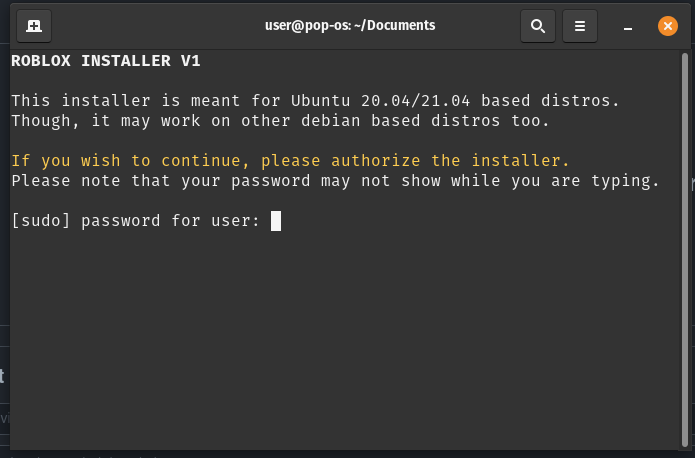 user@pop-os: ~/Documents
ROBLOX INSTALLER V1
This installer is meant for Ubuntu 20.04/21.04 based distros.
Though, it may work on other debian based distros too.
If you wish to continue, please authorize the installer.
Please note that your password may not show while you are typing.
[sudo] password for user: